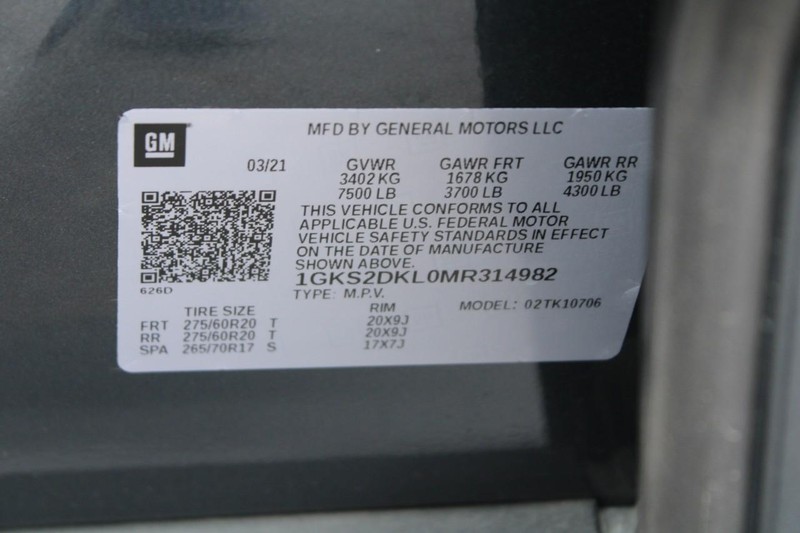 GM
MFD BY GENERAL MOTORS LLC
03/21 GVWR GAWR FRT GAWR RR
3402 KG 1678 KG 1950 KG
7500 LB 3700 LB 4300 LB
THIS VEHICLE CONFORMS TO ALL
APPLICABLE U.S. FEDERAL MOTOR
VEHICLE SAFETY STANDARDS IN EFFECT
ON THE DATE OF MANUFACTURE
SHOWN ABOVE.
1GKS2DKL0MR314982
626D
TYPE: M.P.V. MODEL: 02TK10706
TIRE SIZE RIM
FRT 275/60R20 T 20X9J
RR 275/60R20 T 20X9J
SPA 265/70R17 S 17X7J